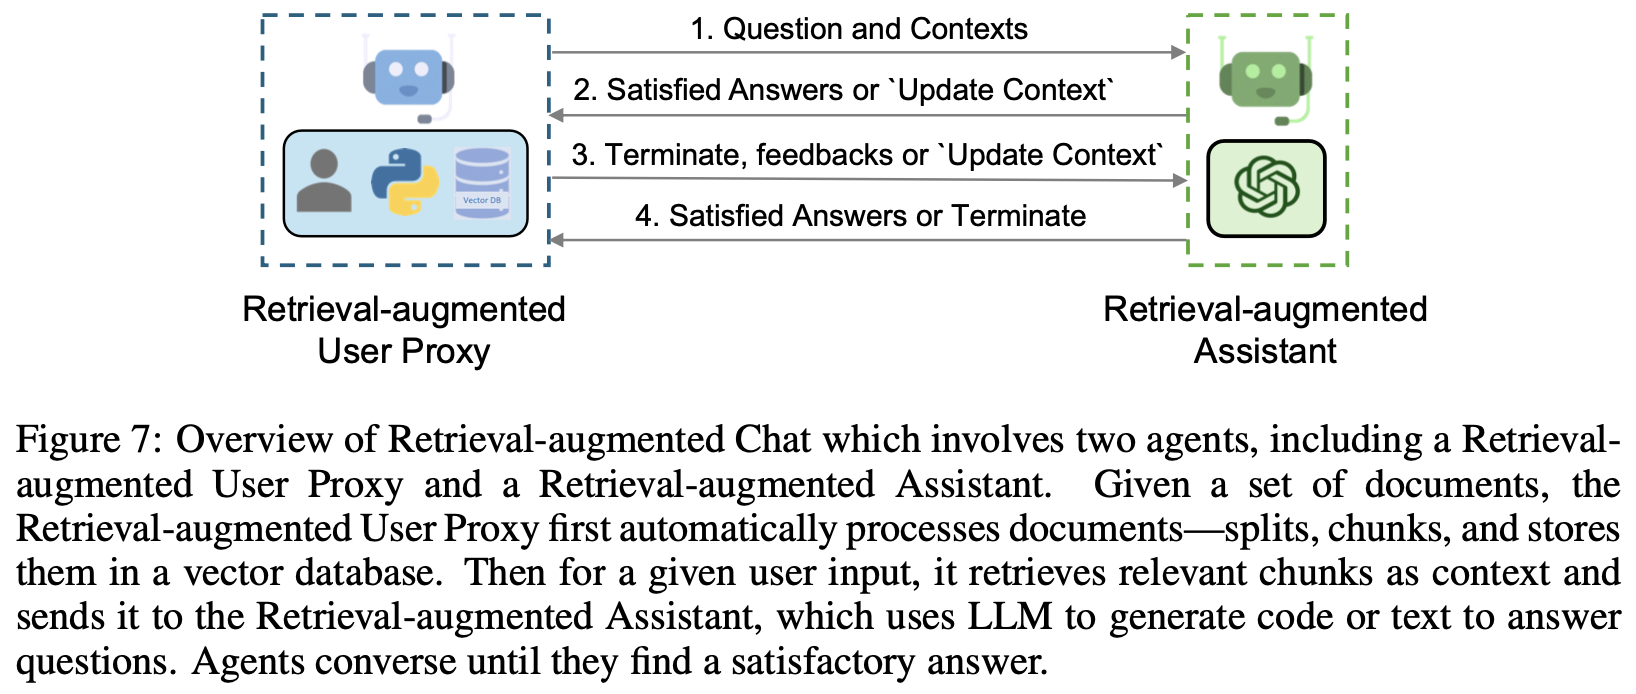 1. Question and Contexts
2. Satisfied Answers or `Update Context`
3. Terminate, feedbacks or `Update Context`
Vector DB
4. Satisfied Answers or Terminate
Retrieval-augmented
User Proxy
Retrieval-augmented
Assistant
Figure 7: Overview of Retrieval-augmented Chat which involves two agents, including a Retrieval-
augmented User Proxy and a Retrieval-augmented Assistant. Given a set of documents, the
Retrieval-augmented User Proxy first automatically processes documents—splits, chunks, and stores
them in a vector database. Then for a given user input, it retrieves relevant chunks as context and
sends it to the Retrieval-augmented Assistant, which uses LLM to generate code or text to answer
questions. Agents converse until they find a satisfactory answer.